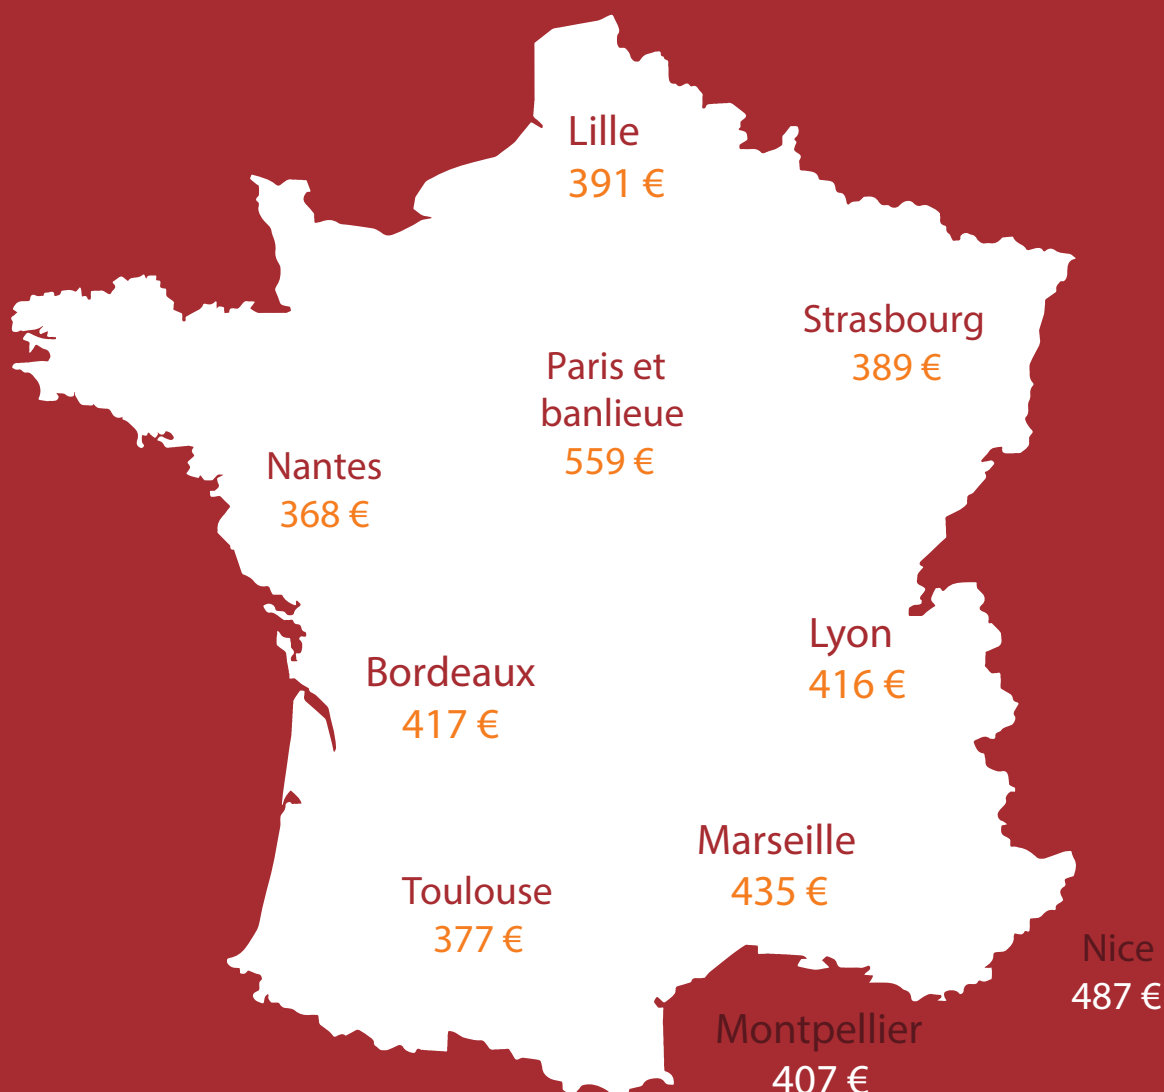 Lille
391 €
Strasbourg
389 €
Paris et
banlieue
559 €
Nantes
368 €
Lyon
416 €
Bordeaux
417 €
Marseille
435 €
Toulouse
377 €
Nice
487 €
Montpellier
407 €